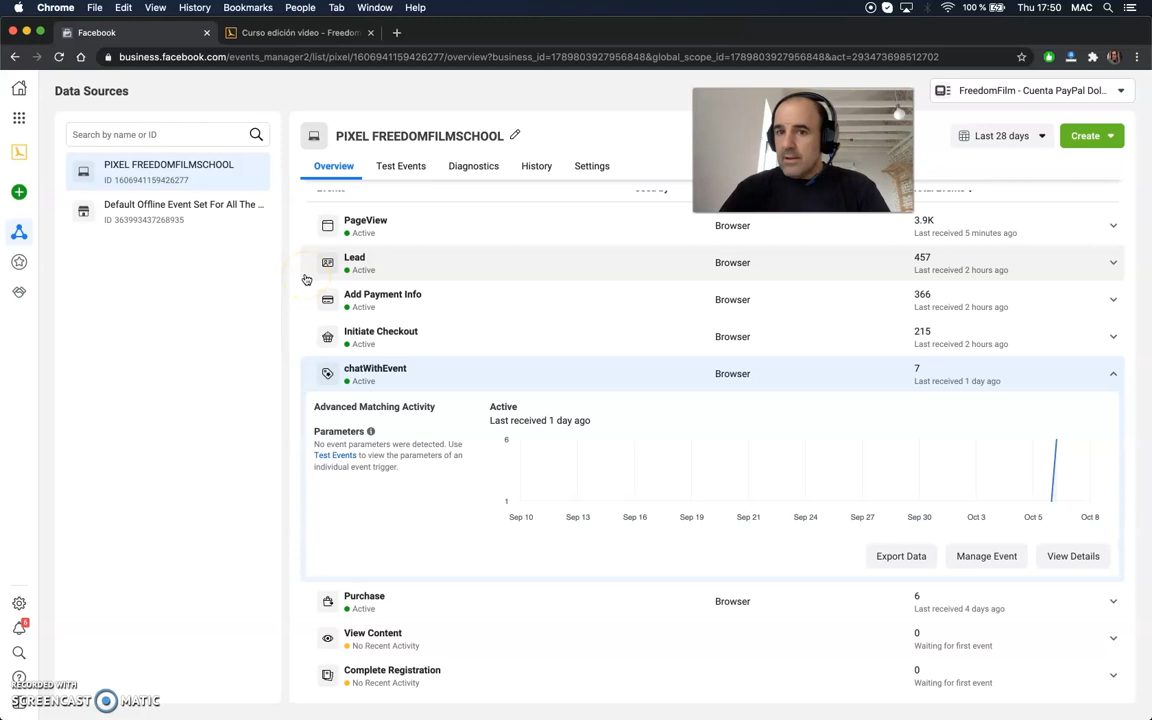 Chrome File Edit View History Bookmarks People Tab Window Help 100 % Thu 17:50 MAC
Facebook
Curso edición video – Freedom
business.facebook.com/events_manager2/list/pixel/1606941159426277/overview?business_id=1789803927956848&global_scope_id=1789803927956848&act=293473698512702
Data Sources
FreedomFilm - Cuenta PayPal Dol...
Search by name or ID
PIXEL FREEDOMFILMSCHOOL
ID 1606941159426277
Default Offline Event Set For All The ...
ID 363993437268935
PIXEL FREEDOMFILMSCHOOL
Last 28 days
Create
Overview Test Events Diagnostics History Settings
PageView
Active
Browser
3.9K
Last received 5 minutes ago
Lead
Active
Browser
457
Last received 2 hours ago
Add Payment Info
Active
Browser
366
Last received 2 hours ago
Initiate Checkout
Active
Browser
215
Last received 2 hours ago
chatWithEvent
Active
Browser
7
Last received 1 day ago
Advanced Matching Activity
Parameters
No event parameters were detected. Use
Test Events to view the parameters of an
individual event trigger.
Active
Last received 1 day ago
6
1
Sep 10 Sep 13 Sep 16 Sep 19 Sep 21 Sep 24 Sep 27 Sep 30 Oct 3 Oct 5 Oct 8
Export Data Manage Event View Details
Purchase
Active
Browser
6
Last received 4 days ago
View Content
No Recent Activity
0
Waiting for first event
Complete Registration
No Recent Activity
0
Waiting for first event
6
RECORDED WITH
SCREENCAST MATIC